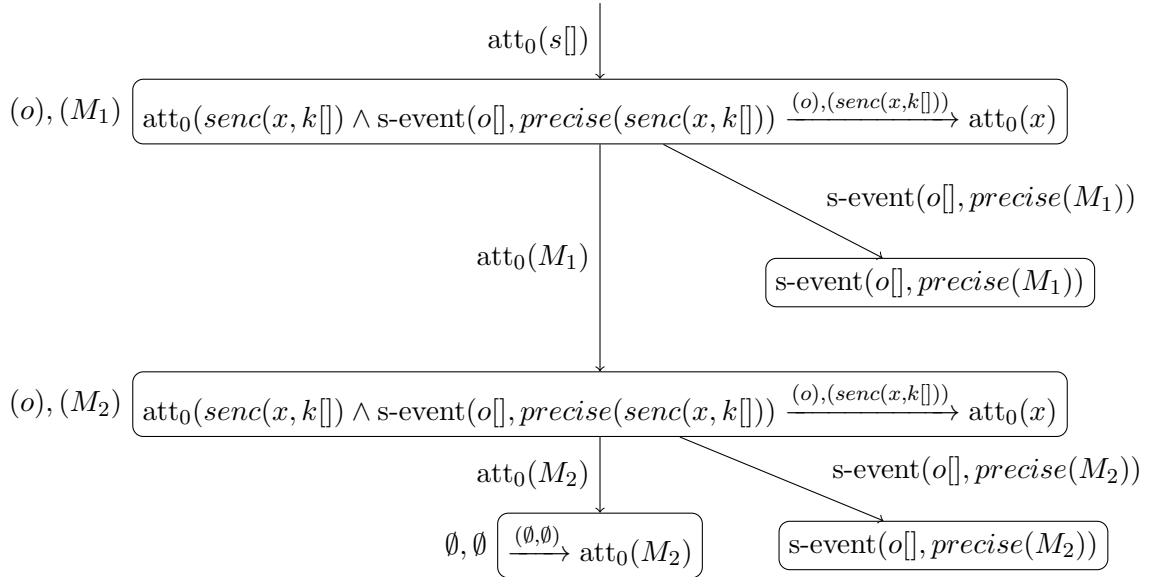 att₀(s[])
(o), (M₁) att₀(senc(x, k[]) ∧ s-event(o[], precise(senc(x, k[])) (o),(senc(x,k[])) → att₀(x)
s-event(o[], precise(M₁))
att₀(M₁)
s-event(o[], precise(M₁))
(o), (M₂) att₀(senc(x, k[]) ∧ s-event(o[], precise(senc(x, k[])) (o),(senc(x,k[])) → att₀(x)
att₀(M₂)
s-event(o[], precise(M₂))
∅, ∅ (∅,∅) → att₀(M₂)
s-event(o[], precise(M₂))